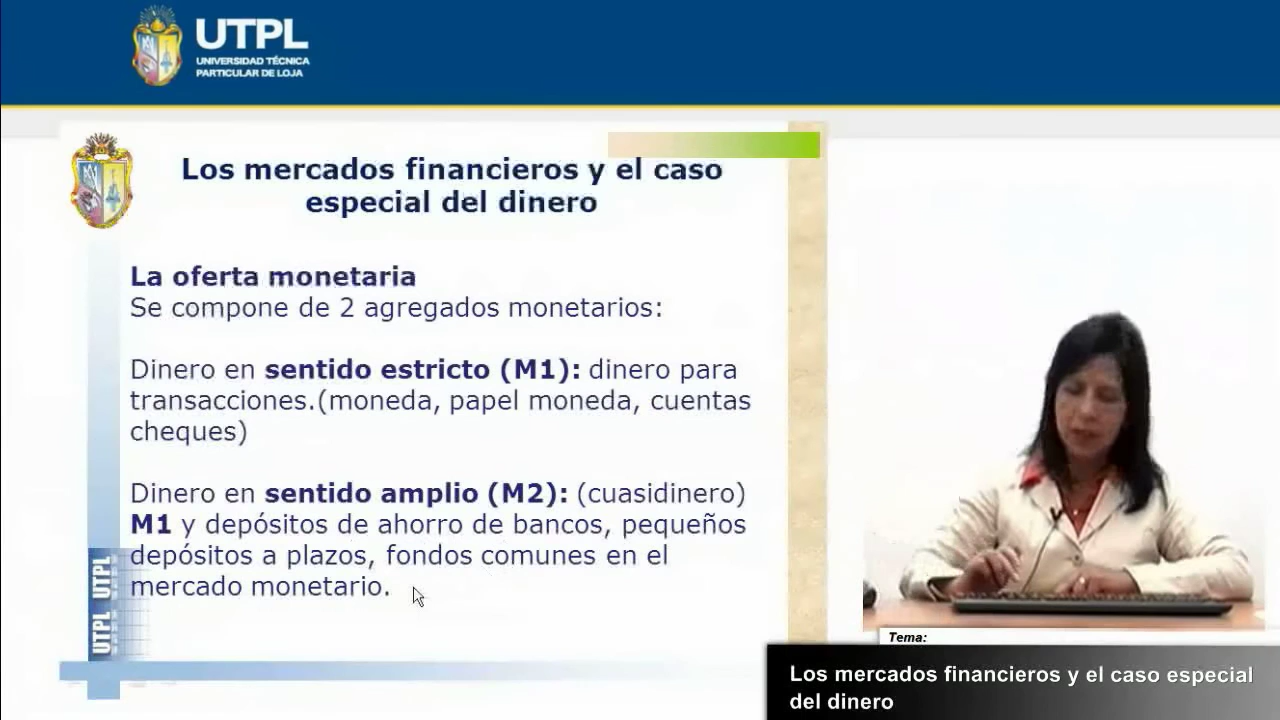 UTPL
UNIVERSIDAD TÉCNICA
PARTICULAR DE LOJA
Los mercados financieros y el caso
especial del dinero
La oferta monetaria
Se compone de 2 agregados monetarios:
Dinero en sentido estricto (M1): dinero para
transacciones.(moneda, papel moneda, cuentas
cheques)
Dinero en sentido amplio (M2): (cuasidinero)
M1 y depósitos de ahorro de bancos, pequeños
depósitos a plazos, fondos comunes en el
mercado monetario.
UTPL UTPL
Tema:
Los mercados financieros y el caso especial
del dinero